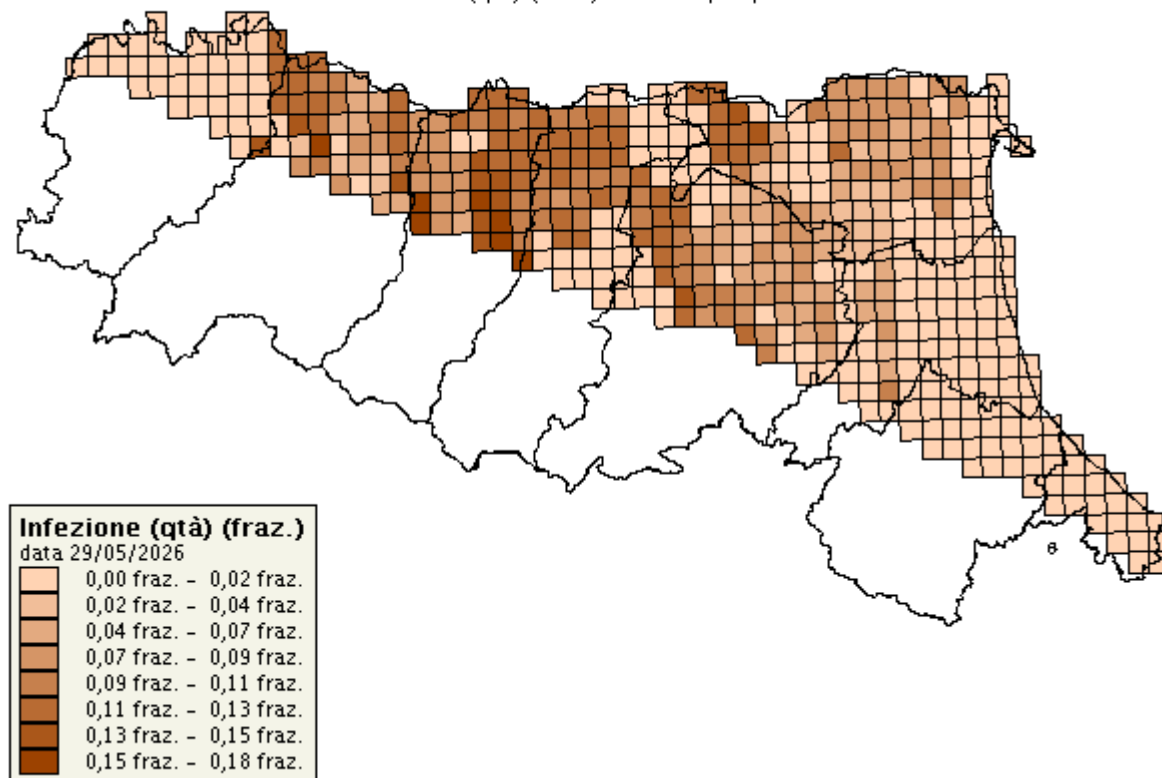 Infezione (qtà) (fraz.)
data 29/05/2026
0,00 fraz. - 0,02 fraz.
0,02 fraz. - 0,04 fraz.
0,04 fraz. - 0,07 fraz.
0,07 fraz. - 0,09 fraz.
0,09 fraz. - 0,11 fraz.
0,11 fraz. - 0,13 fraz.
0,13 fraz. - 0,15 fraz.
0,15 fraz. - 0,18 fraz.